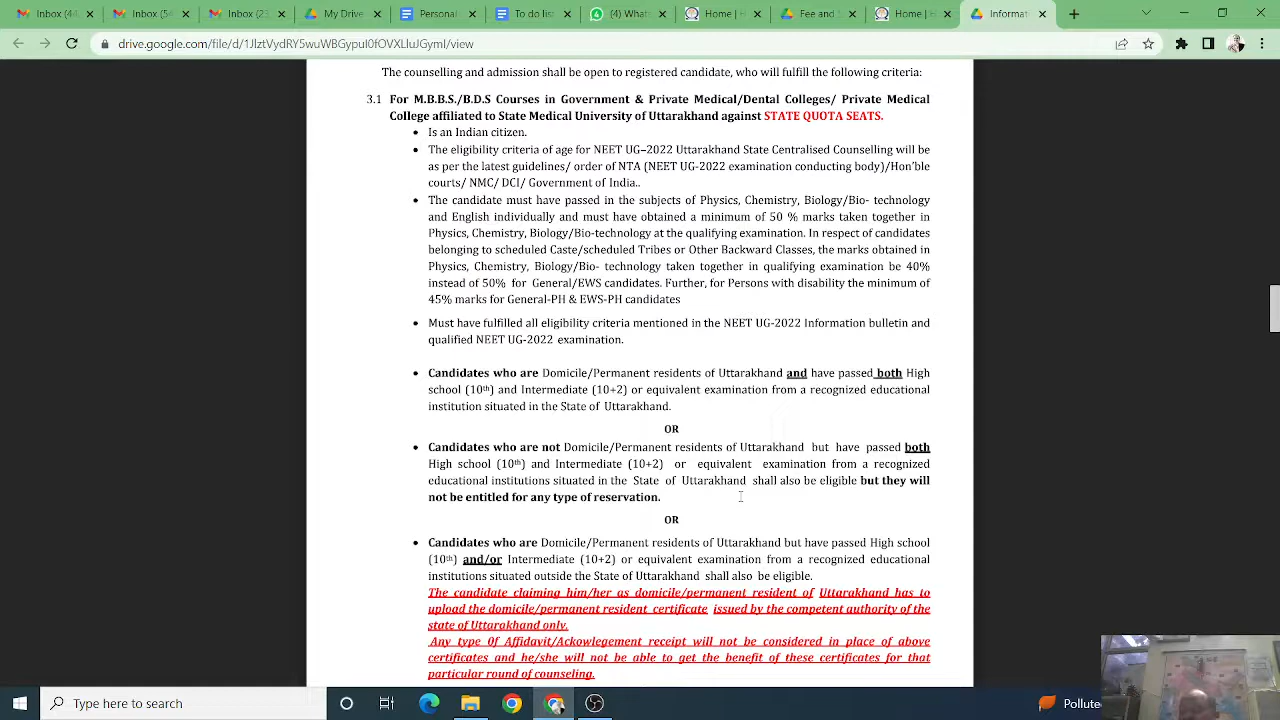 Inbox (
Inbox (4
Inbox (23
My Drive
Personal
To do lis
(4) Whats
Home |
Fee and S
Home |
Informat
drive.google.com/file/d/1JlztVydRY5wuWBGypuI0fOVXLluJGymI/view
The counselling and admission shall be open to registered candidate, who will fulfill the following criteria:
3.1 For M.B.B.S./B.D.S Courses in Government & Private Medical/Dental Colleges/ Private Medical
College affiliated to State Medical University of Uttarakhand against STATE QUOTA SEATS.
• Is an Indian citizen.
• The eligibility criteria of age for NEET UG–2022 Uttarakhand State Centralised Counselling will be
as per the latest guidelines/ order of NTA (NEET UG-2022 examination conducting body)/Hon’ble
courts/ NMC/ DCI/ Government of India..
• The candidate must have passed in the subjects of Physics, Chemistry, Biology/Bio- technology
and English individually and must have obtained a minimum of 50 % marks taken together in
Physics, Chemistry, Biology/Bio-technology at the qualifying examination. In respect of candidates
belonging to scheduled Caste/scheduled Tribes or Other Backward Classes, the marks obtained in
Physics, Chemistry, Biology/Bio- technology taken together in qualifying examination be 40%
instead of 50% for General/EWS candidates. Further, for Persons with disability the minimum of
45% marks for General-PH & EWS-PH candidates
• Must have fulfilled all eligibility criteria mentioned in the NEET UG-2022 Information bulletin and
qualified NEET UG-2022 examination.
• Candidates who are Domicile/Permanent residents of Uttarakhand and have passed both High
school (10th) and Intermediate (10+2) or equivalent examination from a recognized educational
institution situated in the State of Uttarakhand.
OR
• Candidates who are not Domicile/Permanent residents of Uttarakhand but have passed both
High school (10th) and Intermediate (10+2) or equivalent examination from a recognized
educational institutions situated in the State of Uttarakhand shall also be eligible but they will
not be entitled for any type of reservation.
OR
• Candidates who are Domicile/Permanent residents of Uttarakhand but have passed High school
(10th) and/or Intermediate (10+2) or equivalent examination from a recognized educational
institutions situated outside the State of Uttarakhand shall also be eligible.
The candidate claiming him/her as domicile/permanent resident of Uttarakhand has to
upload the domicile/permanent resident certificate issued by the competent authority of the
state of Uttarakhand only.
Any type 0f Affidavit/Ackowlegement receipt will not be considered in place of above
certificates and he/she will not be able to get the benefit of these certificates for that
particular round of counseling.
Type here to search
Pollute